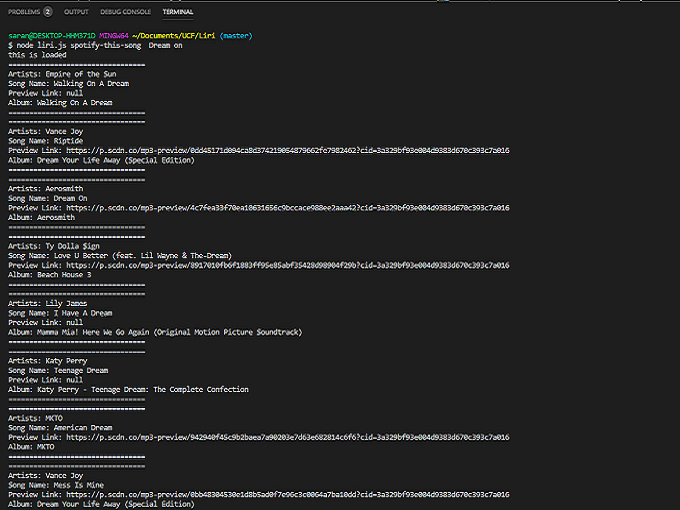 PROBLEMS 2 OUTPUT DEBUG CONSOLE TERMINAL
saran@DESKTOP-HHM371D MINGW64 ~/Documents/UCF/Liri (master)
$ node liri.js spotify-this-song  Dream on
this is loaded
================================
Artists: Empire of the Sun
Song Name: Walking On A Dream
Preview Link: null
Album: Walking On A Dream
================================
================================
Artists: Vance Joy
Song Name: Riptide
Preview Link: https://p.scdn.co/mp3-preview/0dd45171d094ca8d374219054879662fe7982462?cid=3a329bf93e004d9383d670c393c7a016
Album: Dream Your Life Away (Special Edition)
================================
================================
Artists: Aerosmith
Song Name: Dream On
Preview Link: https://p.scdn.co/mp3-preview/4c7fea33f70ea10631656c9bccace988ee2aaa42?cid=3a329bf93e004d9383d670c393c7a016
Album: Aerosmith
================================
================================
Artists: Ty Dolla $ign
Song Name: Love U Better (feat. Lil Wayne & The-Dream)
Preview Link: https://p.scdn.co/mp3-preview/8917010fb6f1883ff95e85abf35428d98904f29b?cid=3a329bf93e004d9383d670c393c7a016
Album: Beach House 3
================================
================================
Artists: Lily James
Song Name: I Have A Dream
Preview Link: null
Album: Mamma Mia! Here We Go Again (Original Motion Picture Soundtrack)
================================
================================
Artists: Katy Perry
Song Name: Teenage Dream
Preview Link: null
Album: Katy Perry - Teenage Dream: The Complete Confection
================================
================================
Artists: MKTO
Song Name: American Dream
Preview Link: https://p.scdn.co/mp3-preview/942940f45c9b2baea7a90203e7d63e682814c6f6?cid=3a329bf93e004d9383d670c393c7a016
Album: MKTO
================================
================================
Artists: Vance Joy
Song Name: Mess Is Mine
Preview Link: https://p.scdn.co/mp3-preview/0bb48304530e1d8b5ad0f7e96c3c0064a7ba10dd?cid=3a329bf93e004d9383d670c393c7a016
Album: Dream Your Life Away (Special Edition)